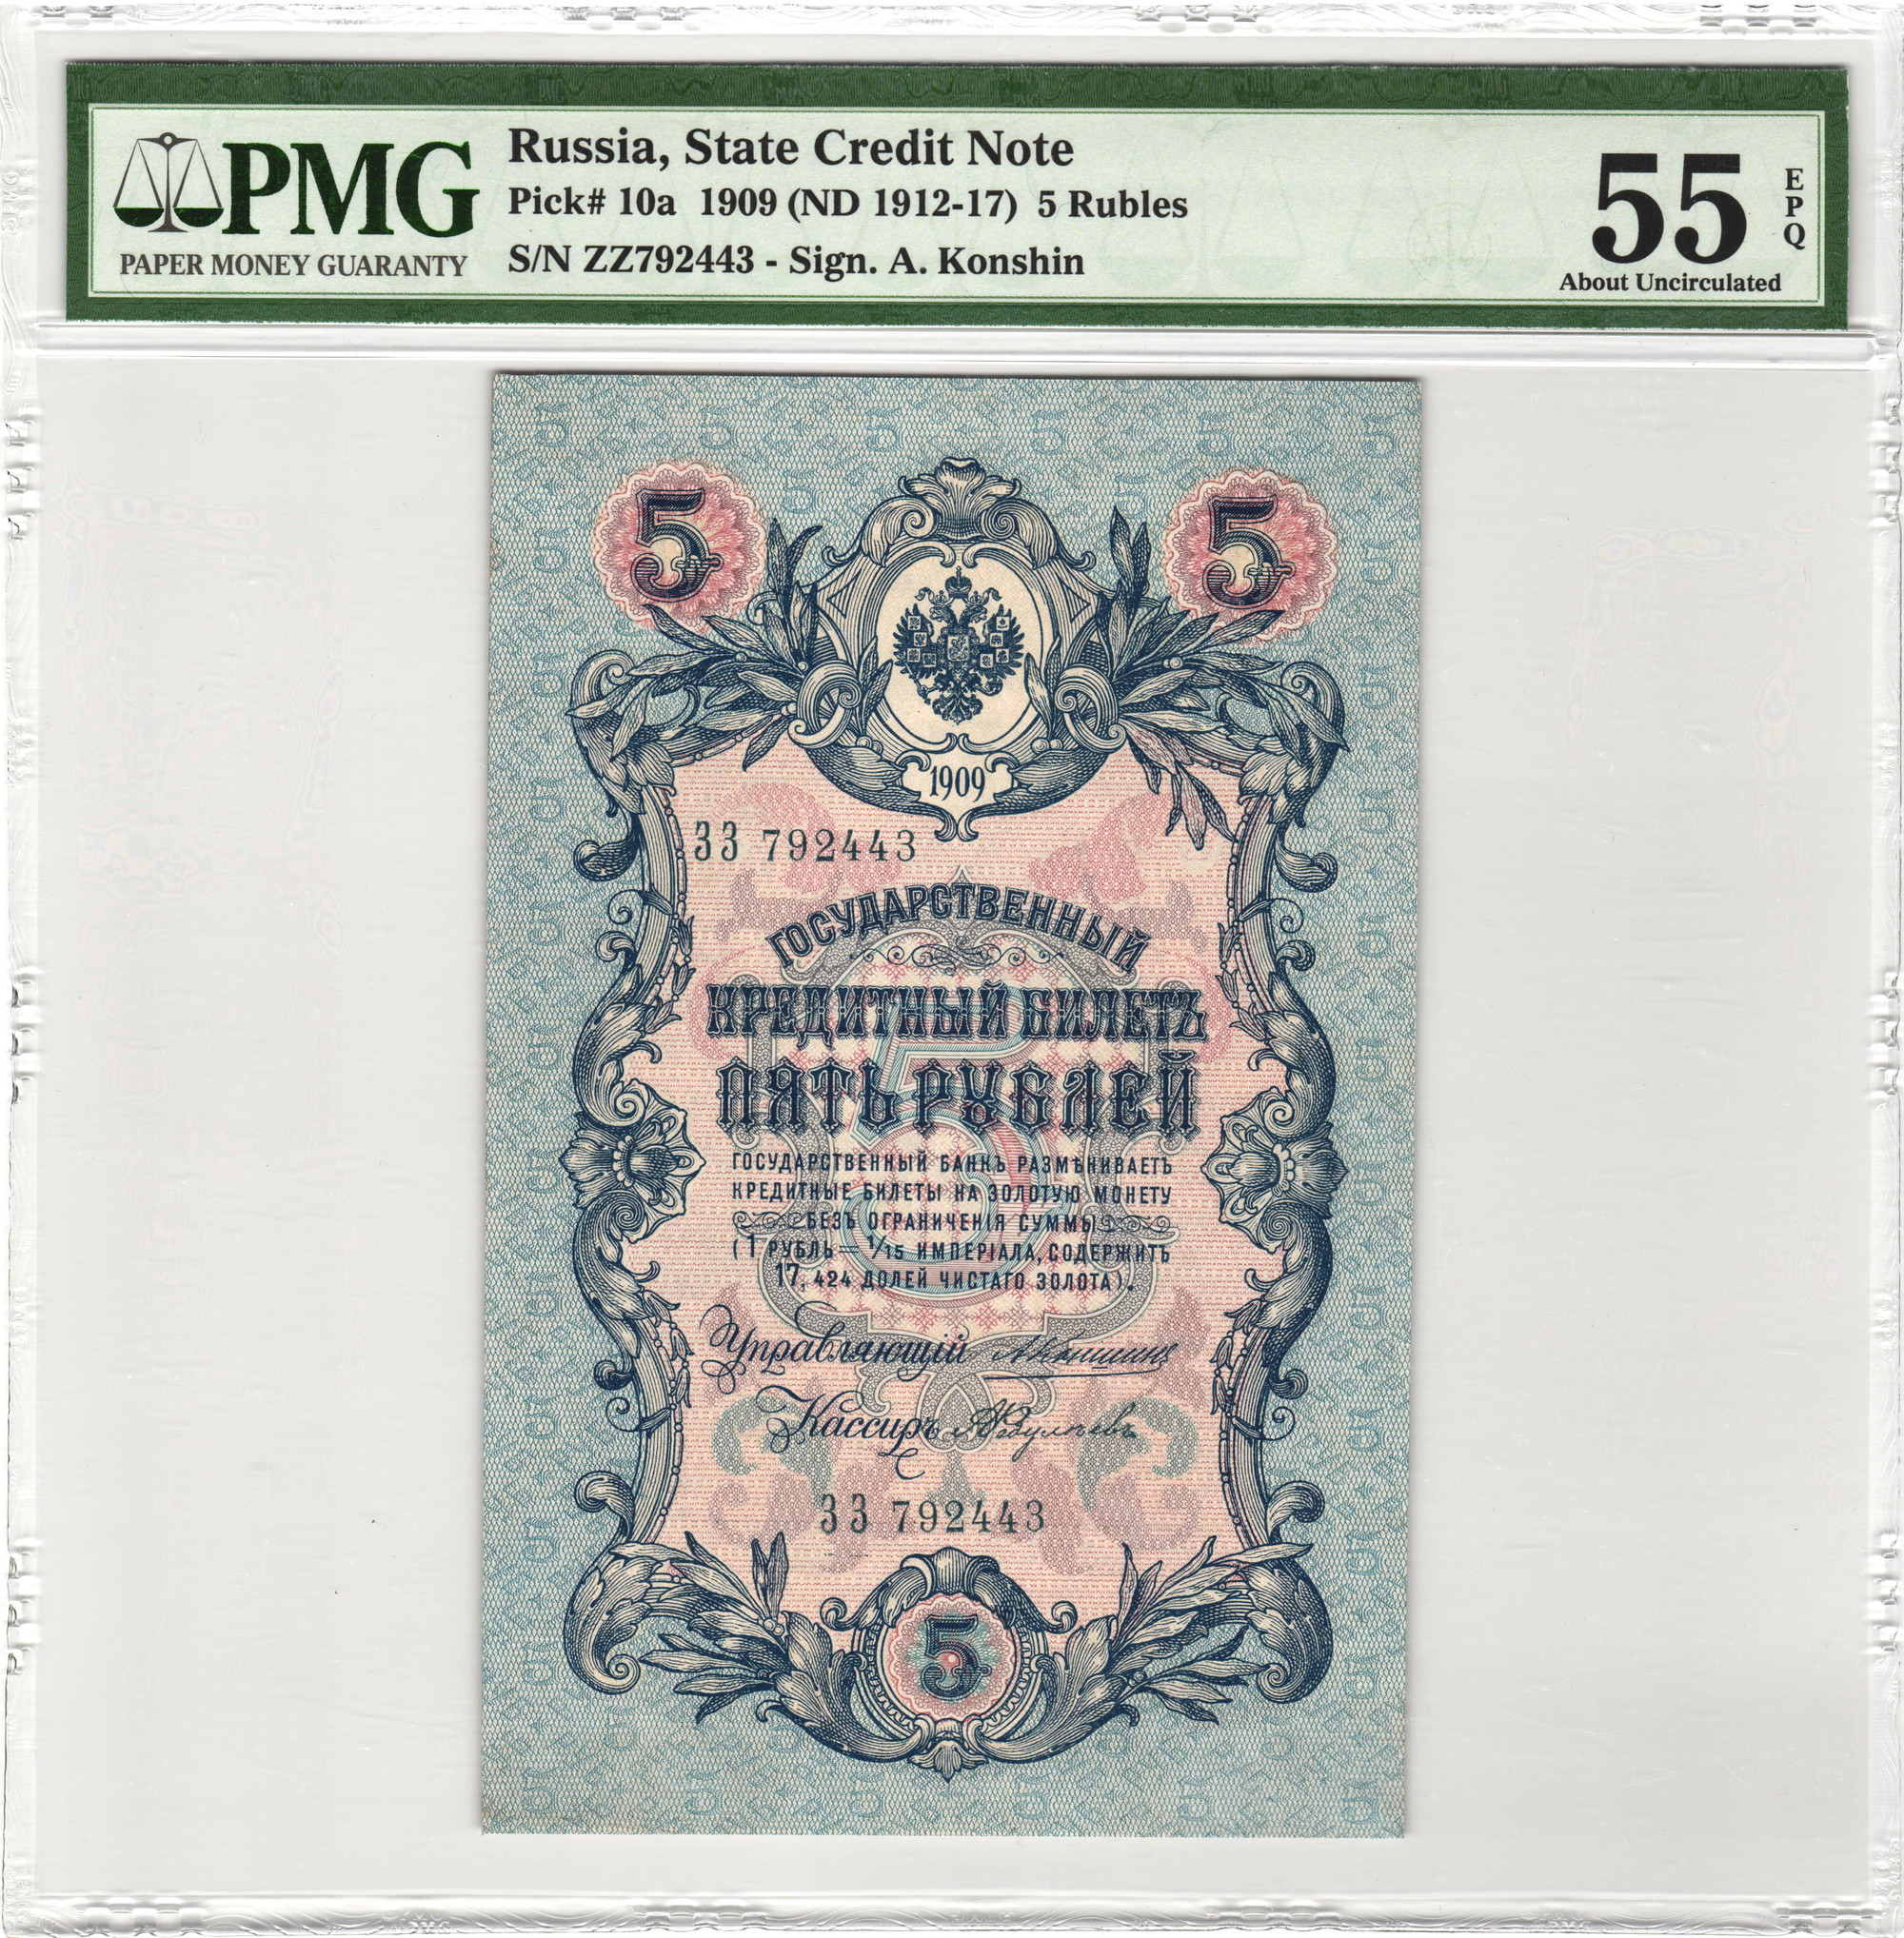 PMG
PAPER MONEY GUARANTY
Russia, State Credit Note
Pick# 10a 1909 (ND 1912-17) 5 Rubles
S/N ZZ792443 - Sign. A. Konshin
55
EPQ
About Uncirculated
5 5
1909
ЗЗ 792443
ГОСУДАРСТВЕННЫЙ
КРЕДИТНЫЙ БИЛЕТЪ
ПЯТЬ РУБЛЕЙ
5
ГОСУДАРСТВЕННЫЙ БАНКЪ РАЗМѢНИВАЕТЪ
КРЕДИТНЫЕ БИЛЕТЫ НА ЗОЛОТУЮ МОНЕТУ
БЕЗЪ ОГРАНИЧЕНІЯ СУММЫ
(1 РУБЛЬ = 1/15 ИМПЕРІАЛА, СОДЕРЖИТЪ
17,424 ДОЛЕЙ ЧИСТАГО ЗОЛОТА).
Управляющій АКоншинъ
Кассиръ
ЗЗ 792443
5